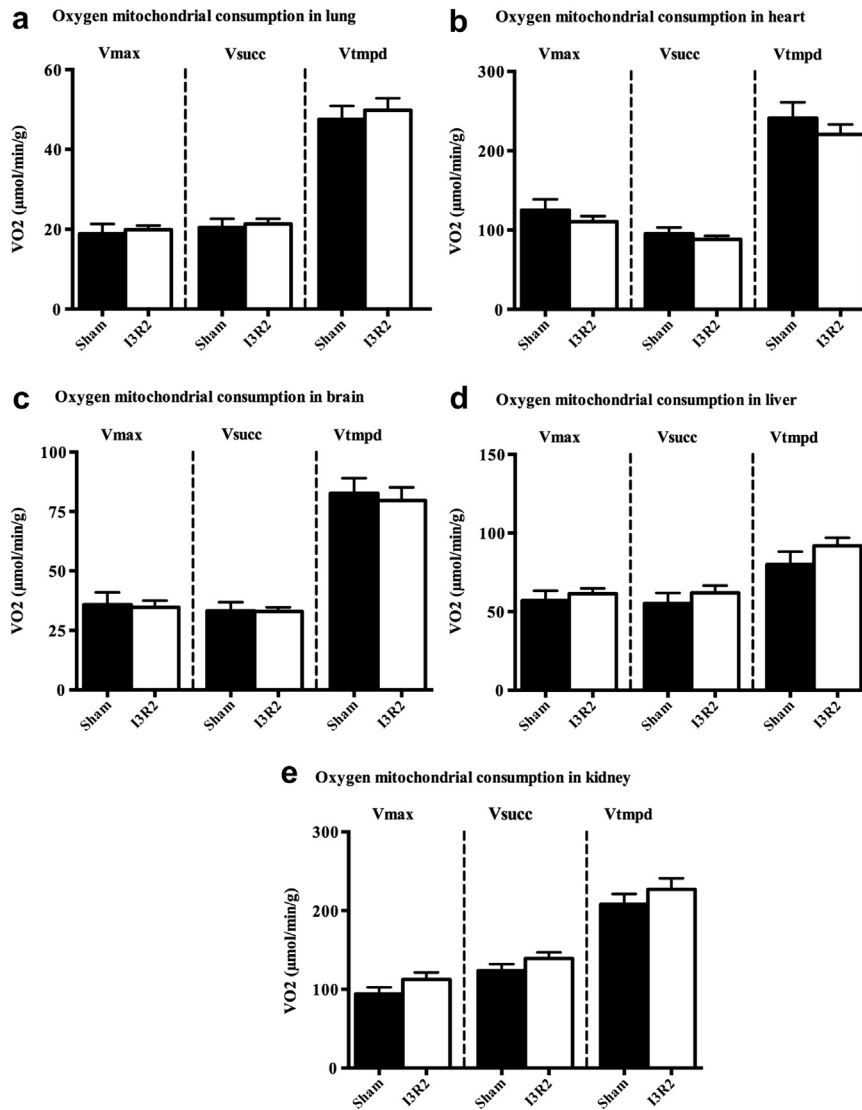 a Oxygen mitochondrial consumption in lung
Vmax Vsucc Vtmpd
60
40
20
0
VO2 (µmol/min/g)
Sham I3R2 Sham I3R2 Sham I3R2
b Oxygen mitochondrial consumption in heart
Vmax Vsucc Vtmpd
300
200
100
0
VO2 (µmol/min/g)
Sham I3R2 Sham I3R2 Sham I3R2
c Oxygen mitochondrial consumption in brain
Vmax Vsucc Vtmpd
100
75
50
25
0
VO2 (µmol/min/g)
Sham I3R2 Sham I3R2 Sham I3R2
d Oxygen mitochondrial consumption in liver
Vmax Vsucc Vtmpd
150
100
50
0
VO2 (µmol/min/g)
Sham I3R2 Sham I3R2 Sham I3R2
e Oxygen mitochondrial consumption in kidney
Vmax Vsucc Vtmpd
300
200
100
0
VO2 (µmol/min/g)
Sham I3R2 Sham I3R2 Sham I3R2